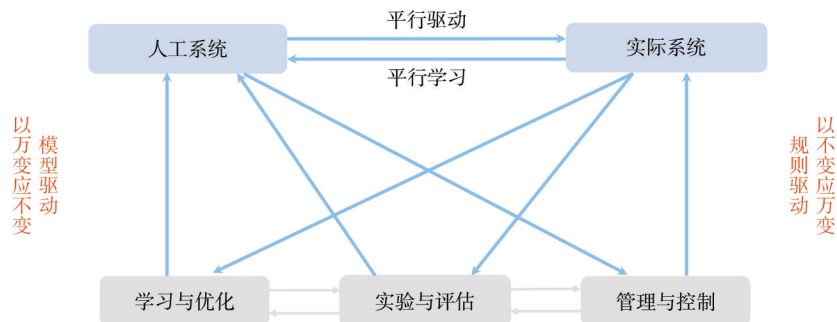 平行驱动
人工系统
实际系统
平行学习
以万变应不变
模型驱动
规则驱动
以不变应万变
学习与优化
实验与评估
管理与控制